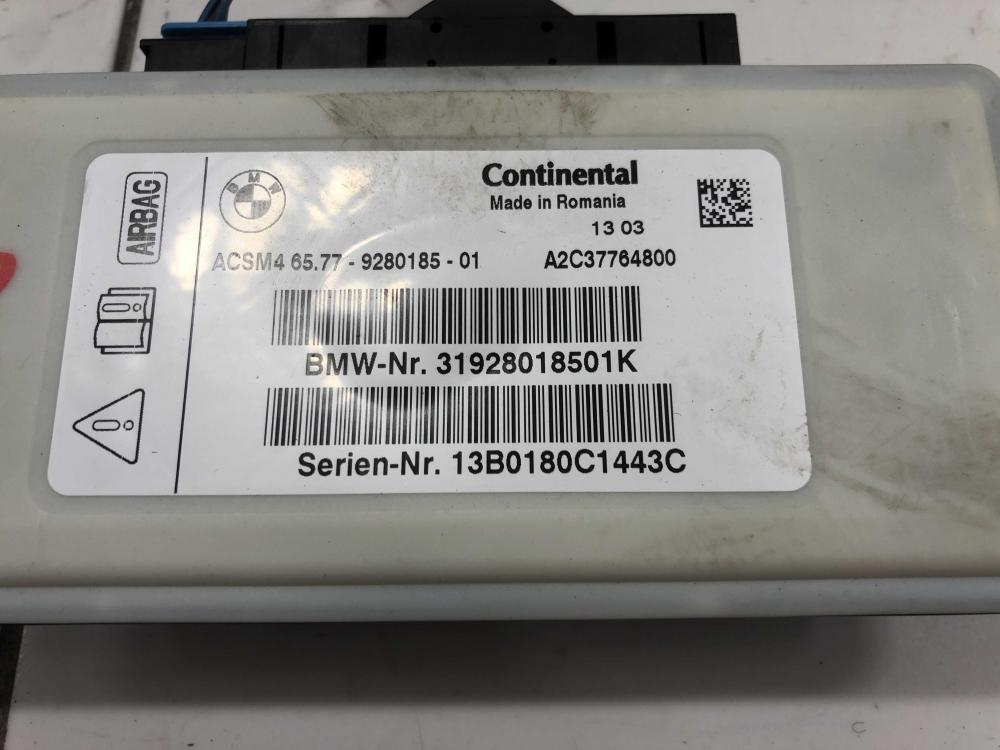 AIRBAG
BMW
Continental
Made in Romania
13 03
ACSM4 65.77 - 9280185 - 01 A2C37764800
BMW-Nr. 31928018501K
Serien-Nr. 13B0180C1443C